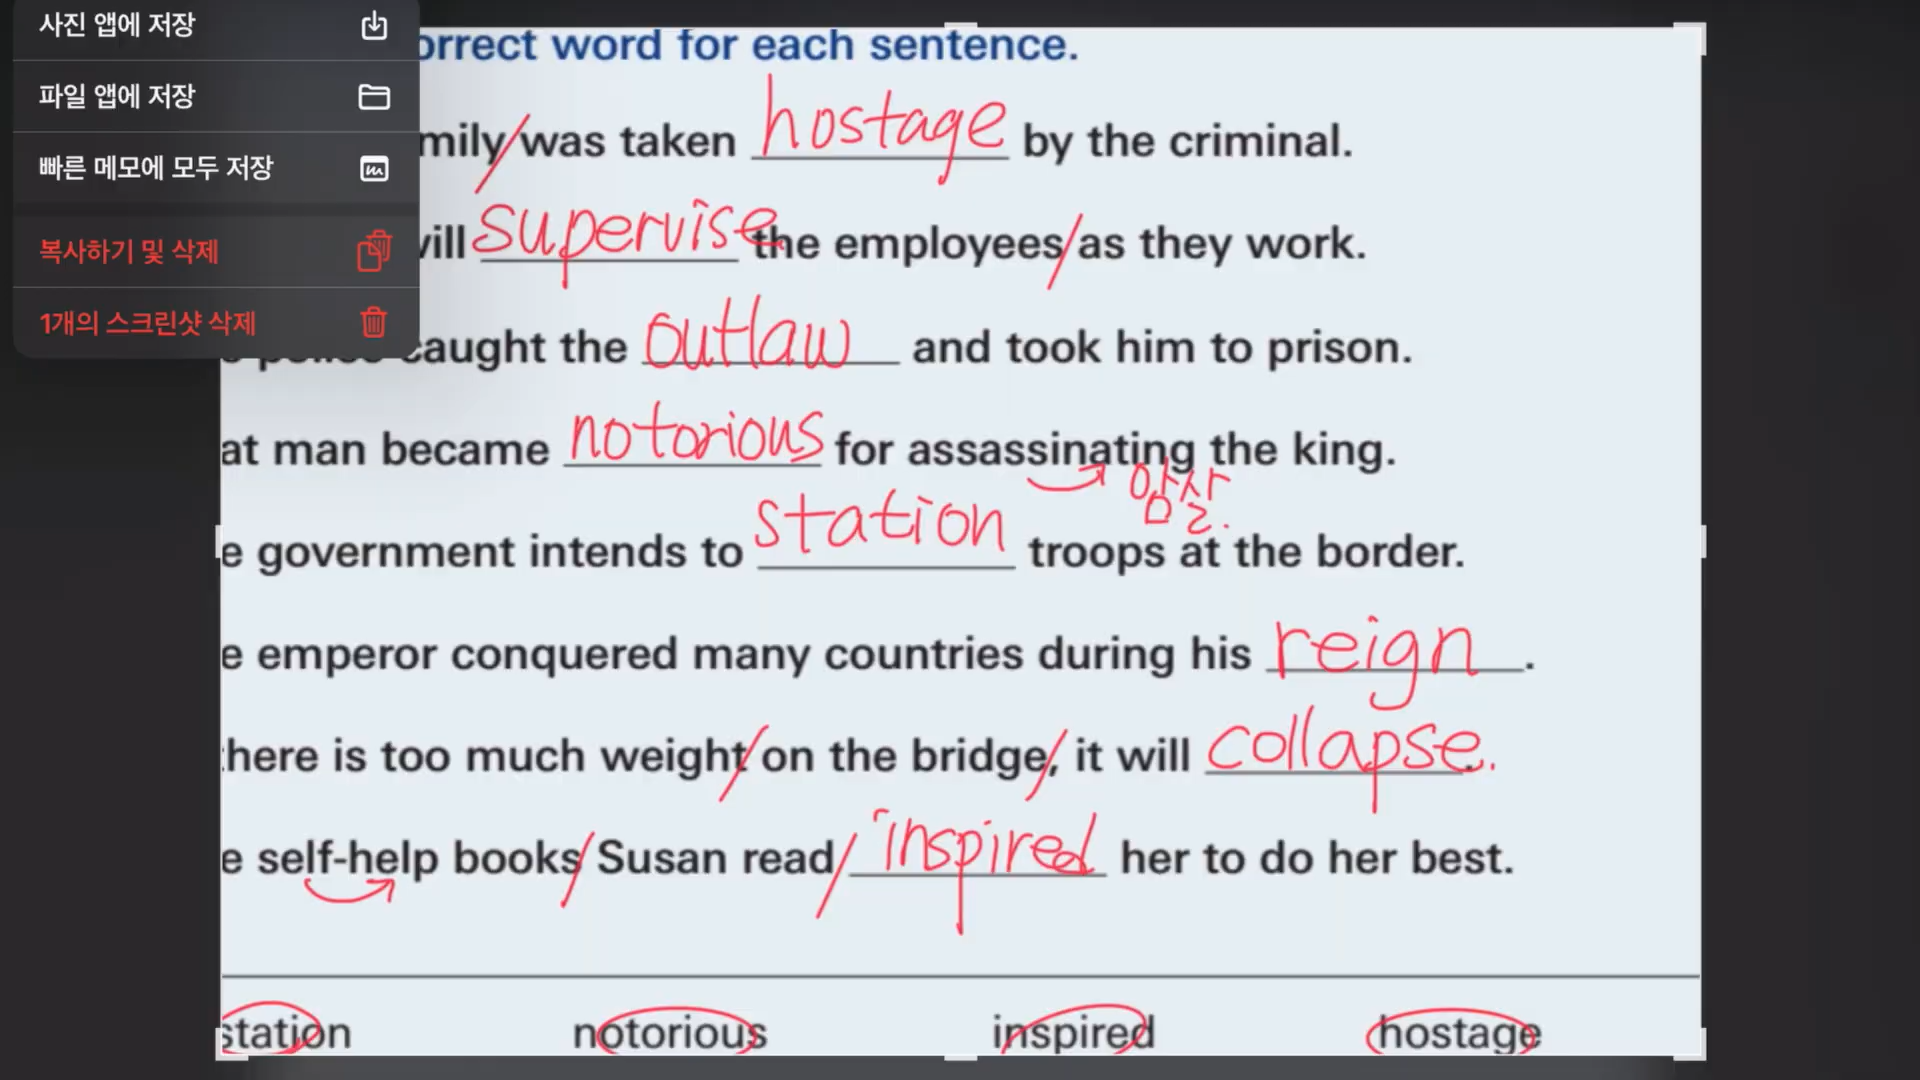 사진 앱에 저장
파일 앱에 저장
빠른 메모에 모두 저장
복사하기 및 삭제
1개의 스크린샷 삭제
orrect word for each sentence.
mily was taken hostage by the criminal.
will supervise the employees as they work.
police caught the outlaw and took him to prison.
at man became notorious for assassinating the king.
암살.
e government intends to station troops at the border.
e emperor conquered many countries during his reign.
here is too much weight on the bridge, it will collapse.
e self-help books Susan read inspired her to do her best.
station notorious inspired hostage